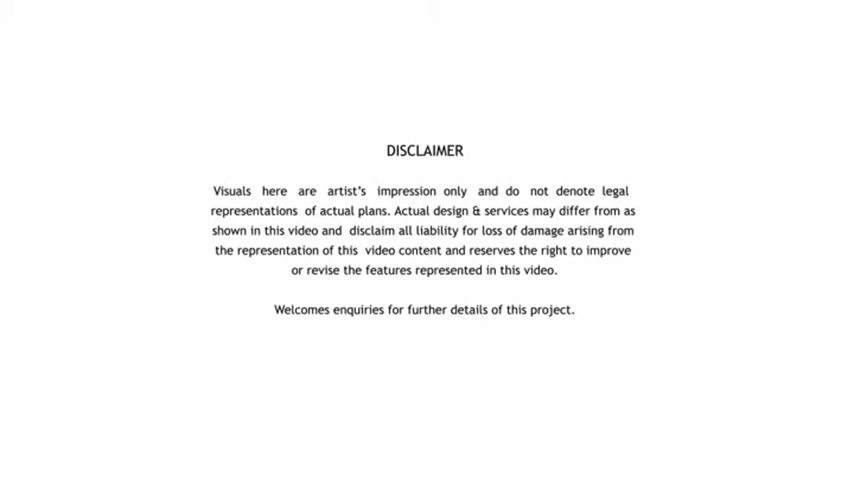 DISCLAIMER
Visuals here are artist's impression only and do not denote legal
representations of actual plans. Actual design & services may differ from as
shown in this video and disclaim all liability for loss of damage arising from
the representation of this video content and reserves the right to improve
or revise the features represented in this video.
Welcomes enquiries for further details of this project.